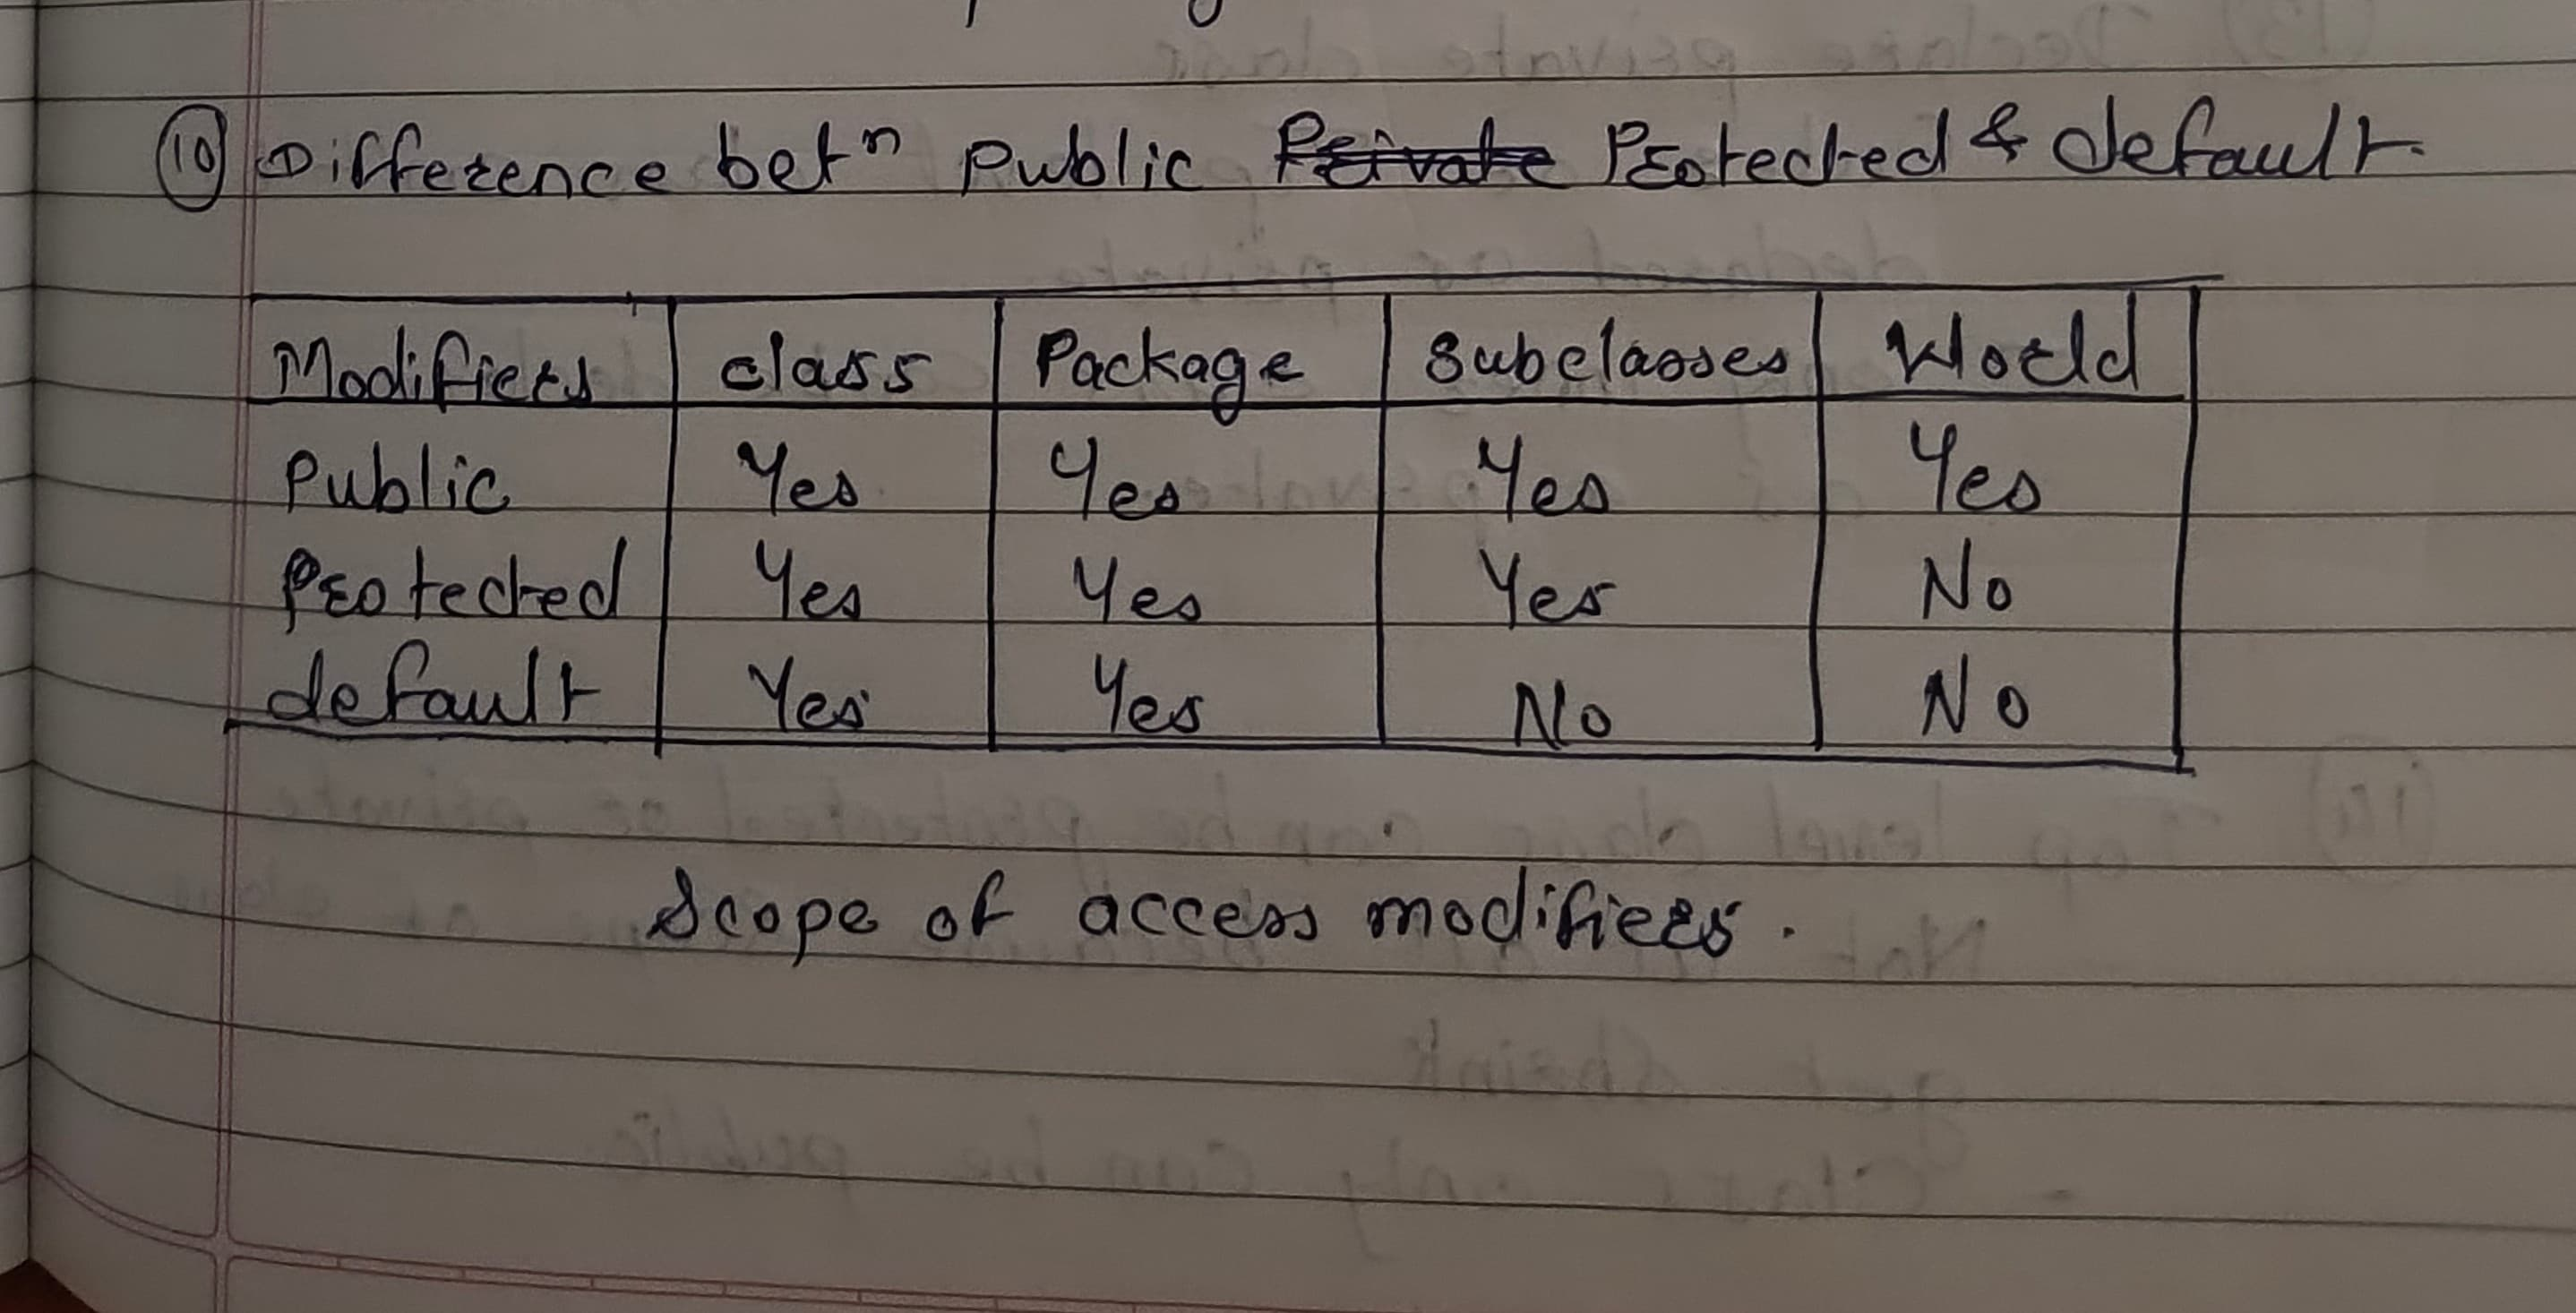 10 Difference betn Public Private Protected & default.
Modifiers class Package Subclasses World
Public Yes Yes Yes Yes
Protected Yes Yes Yes No
default Yes Yes No No
Scope of access modifiers.